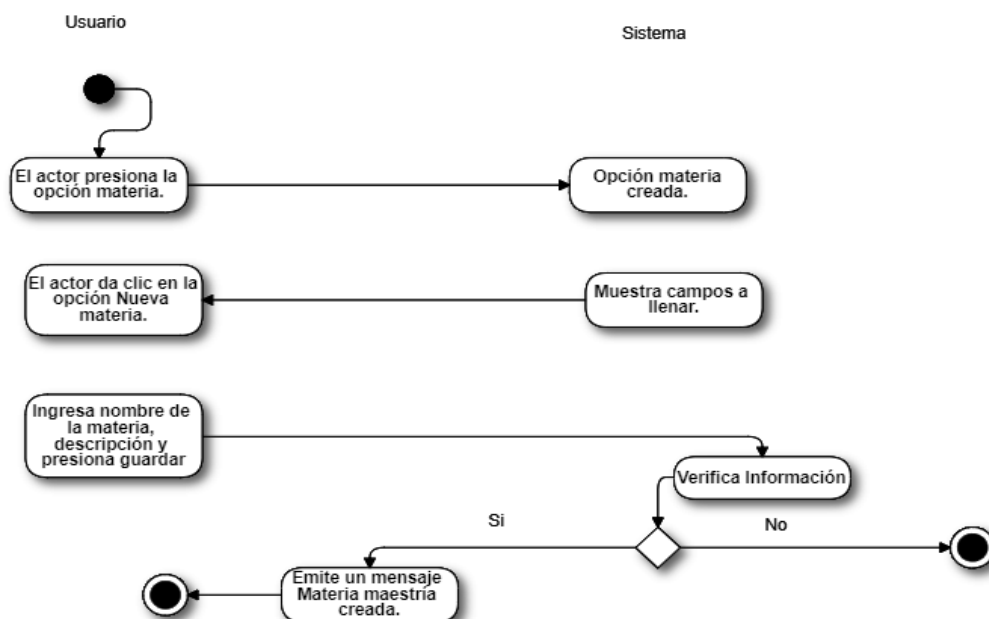 Usuario
Sistema
El actor presiona la
opción materia.
Opción materia
creada.
El actor da clic en la
opción Nueva
materia.
Muestra campos a
llenar.
Ingresa nombre de
la materia,
descripción y
presiona guardar
Verifica Información
Si
No
Emite un mensaje
Materia maestría
creada.